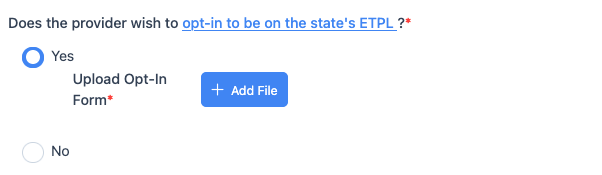 Does the provider wish to opt-in to be on the state's ETPL ?*
Yes
Upload Opt-In
Form*
+ Add File
No